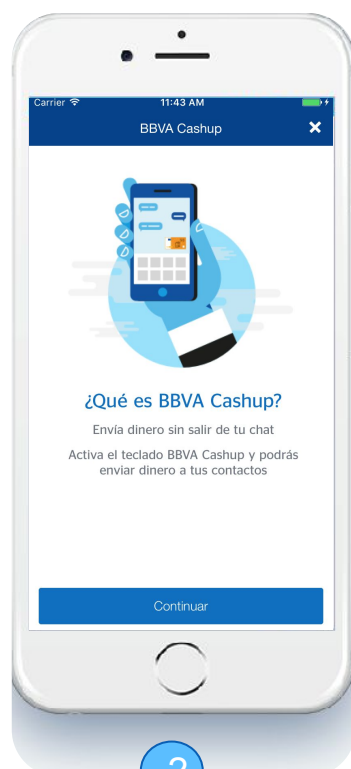 Carrier 11:43 AM
BBVA Cashup
¿Qué es BBVA Cashup?
Envía dinero sin salir de tu chat
Activa el teclado BBVA Cashup y podrás
enviar dinero a tus contactos
Continuar